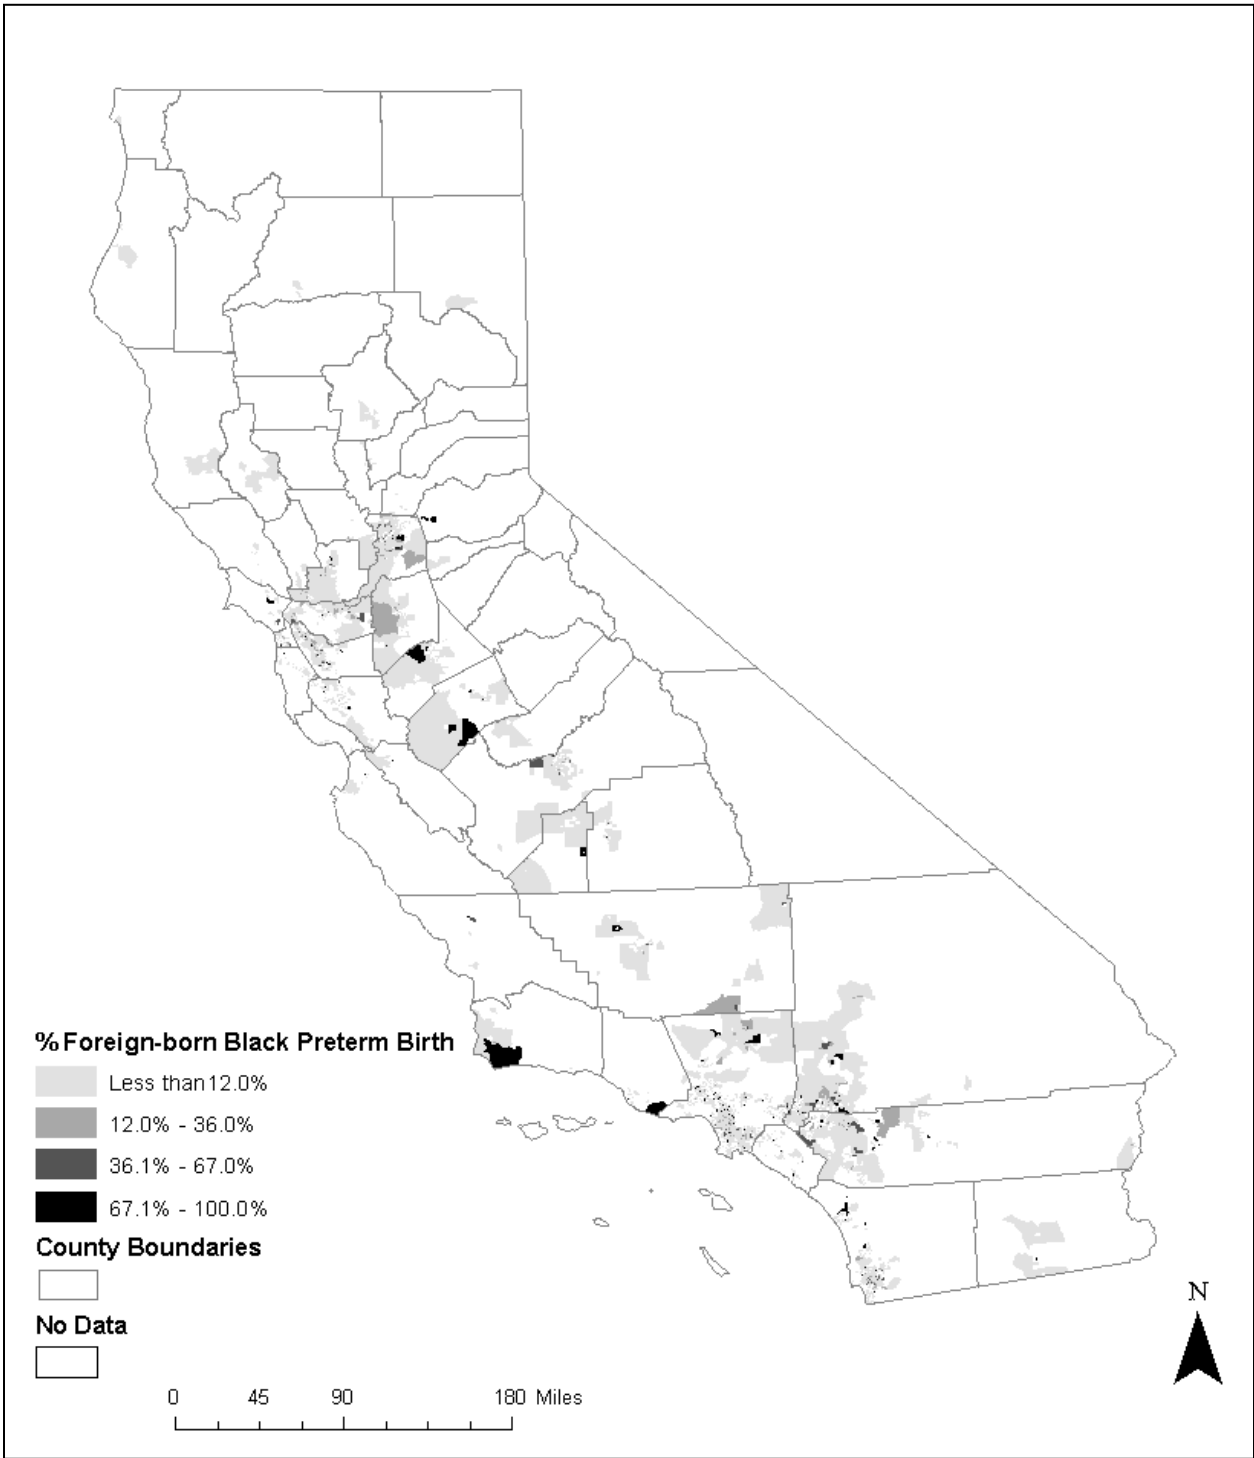 % Foreign-born Black Preterm Birth
Less than 12.0%
12.0% - 36.0%
36.1% - 67.0%
67.1% - 100.0%
County Boundaries
No Data
0 45 90 180 Miles
N